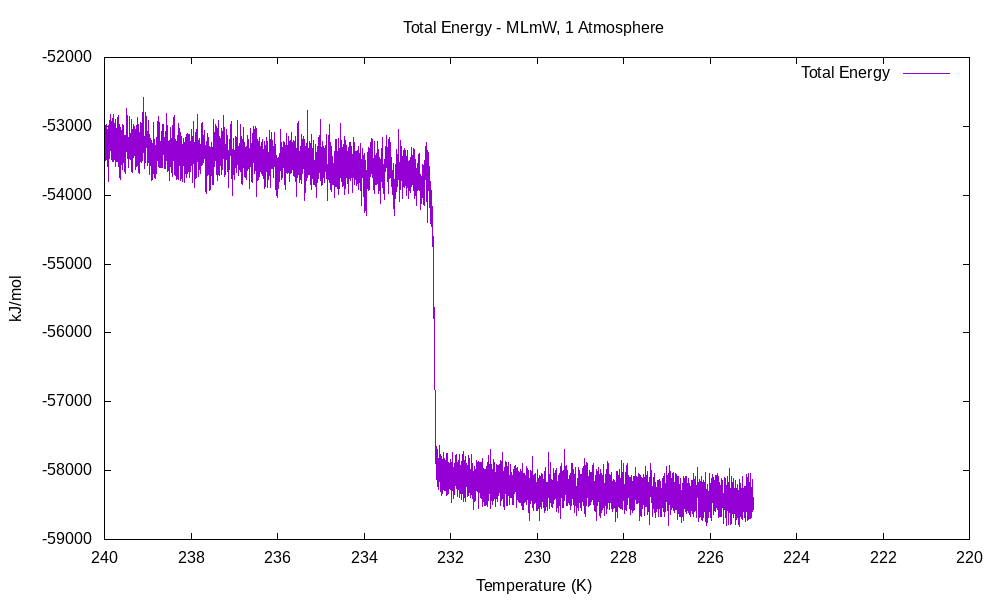 Total Energy - MLmW, 1 Atmosphere
Total Energy
-52000
-53000
-54000
-55000
-56000
-57000
-58000
-59000
kJ/mol
240 238 236 234 232 230 228 226 224 222 220
Temperature (K)